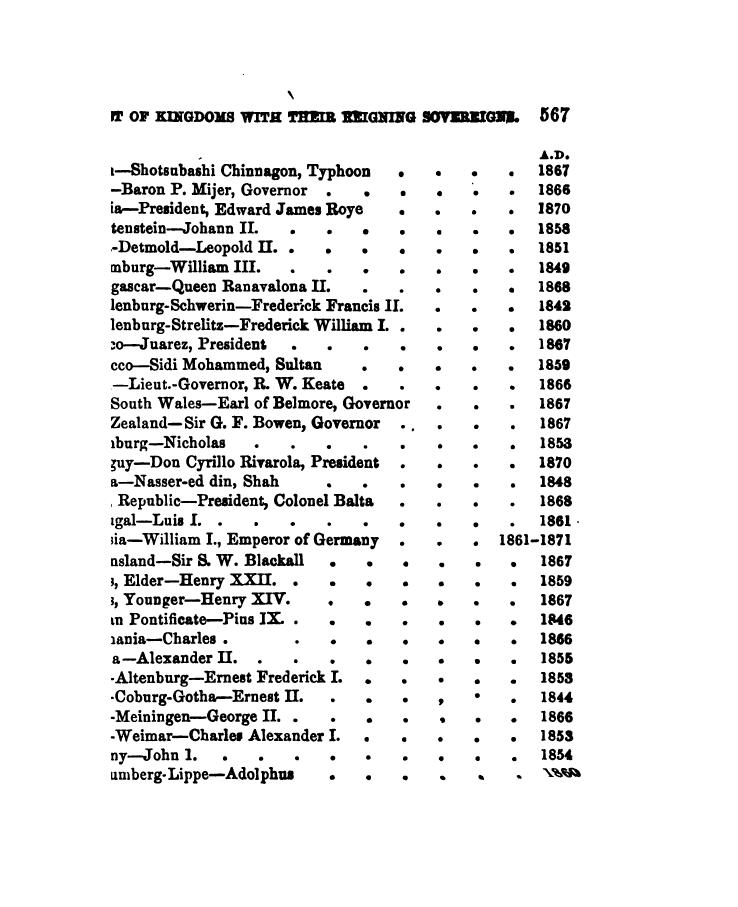 OF KINGDOMS WITH THEIR REIGNING SOVEREIGNS. 567
A.D.
—Shotsubashi Chinnagon, Typhoon . . . . 1867
—Baron P. Mijer, Governor . . . . . . 1866
ia—President, Edward James Roye . . . . 1870
tenstein—Johann II. . . . . . . . 1858
-Detmold—Leopold II. . . . . . . . 1851
mburg—William III. . . . . . . . 1849
gascar—Queen Ranavalona II. . . . . . 1868
lenburg-Schwerin—Frederick Francis II. . . . 1842
lenburg-Strelitz—Frederick William I. . . . . 1860
co—Juarez, President . . . . . . . 1867
cco—Sidi Mohammed, Sultan . . . . . 1859
—Lieut.-Governor, R. W. Keate . . . . . 1866
South Wales—Earl of Belmore, Governor . . . 1867
Zealand—Sir G. F. Bowen, Governor . . . . 1867
nburg—Nicholas . . . . . . . . 1853
guy—Don Cyrillo Rivarola, President . . . . 1870
a—Nasser-ed din, Shah . . . . . . 1848
Republic—President, Colonel Balta . . . . 1868
gal—Luis I. . . . . . . . . . 1861
ia—William I., Emperor of Germany . . . 1861-1871
nsland—Sir S. W. Blackall . . . . . . 1867
, Elder—Henry XXII. . . . . . . . 1859
, Younger—Henry XIV. . . . . . . 1867
n Pontificate—Pius IX. . . . . . . . 1846
mania—Charles . . . . . . . . 1866
a—Alexander II. . . . . . . . . 1855
-Altenburg—Ernest Frederick I. . . . . . 1853
-Coburg-Gotha—Ernest II. . . . . . . 1844
-Meiningen—George II. . . . . . . . 1866
-Weimar—Charles Alexander I. . . . . . 1853
ny—John 1. . . . . . . . . . 1854
umberg-Lippe—Adolphus . . . . . . 1860